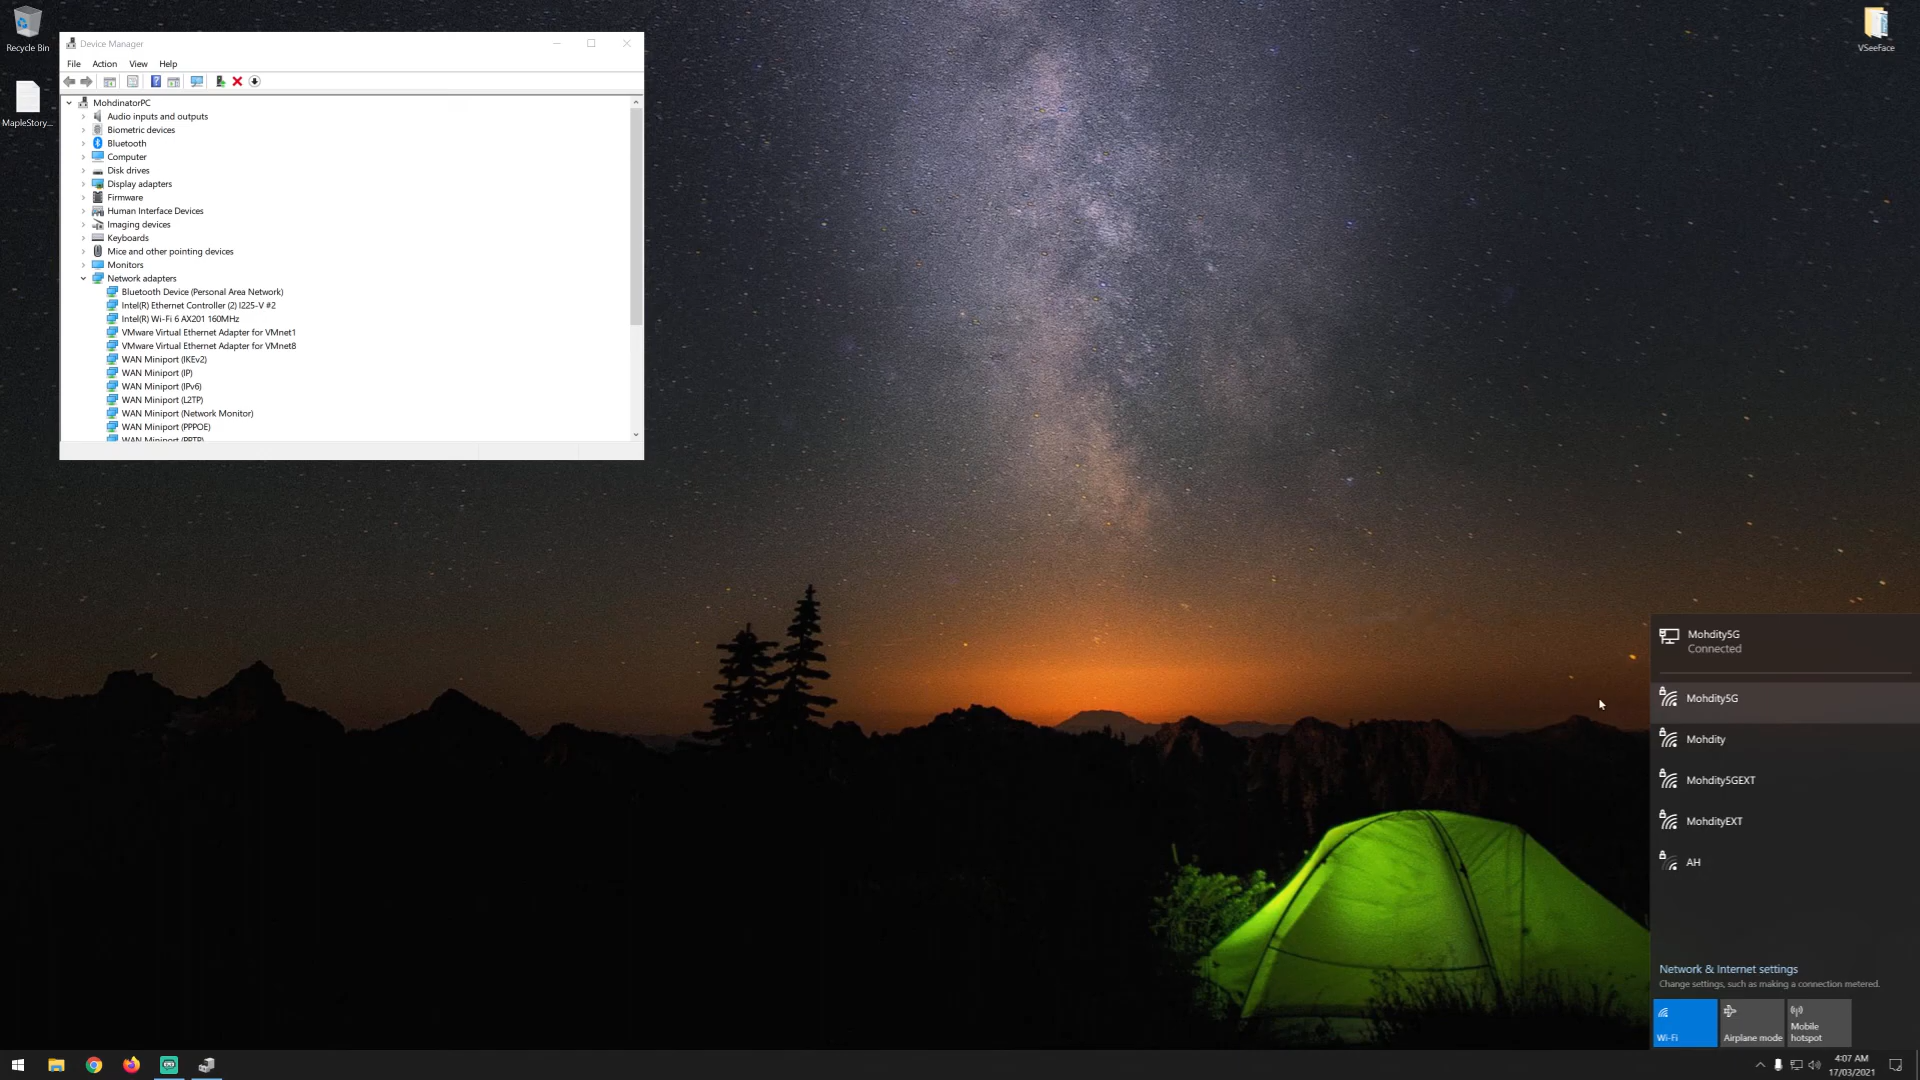 Recycle Bin
MapleStory...
VSeeFace
Device Manager
File Action View Help
MohdinatorPC
Audio inputs and outputs
Biometric devices
Bluetooth
Computer
Disk drives
Display adapters
Firmware
Human Interface Devices
Imaging devices
Keyboards
Mice and other pointing devices
Monitors
Network adapters
Bluetooth Device (Personal Area Network)
Intel(R) Ethernet Controller (2) I225-V #2
Intel(R) Wi-Fi 6 AX201 160MHz
VMware Virtual Ethernet Adapter for VMnet1
VMware Virtual Ethernet Adapter for VMnet8
WAN Miniport (IKEv2)
WAN Miniport (IP)
WAN Miniport (IPv6)
WAN Miniport (L2TP)
WAN Miniport (Network Monitor)
WAN Miniport (PPPOE)
WAN Miniport (PPTP)
Mohdity5G
Connected
Mohdity5G
Mohdity
Mohdity5GEXT
MohdityEXT
AH
Network & Internet settings
Change settings, such as making a connection metered.
Wi-Fi
Airplane mode
Mobile
hotspot
4:07 AM
17/03/2021